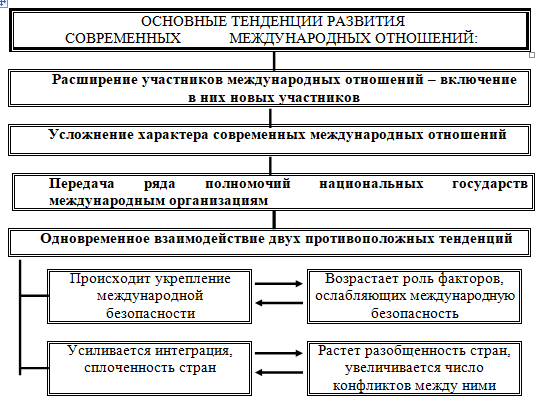 ОСНОВНЫЕ ТЕНДЕНЦИИ РАЗВИТИЯ
СОВРЕМЕННЫХ МЕЖДУНАРОДНЫХ ОТНОШЕНИЙ:
Расширение участников международных отношений – включение
в них новых участников
Усложнение характера современных международных отношений
Передача ряда полномочий национальных государств
международным организациям
Одновременное взаимодействие двух противоположных тенденций
Происходит укрепление
международной
безопасности
Возрастает роль факторов,
ослабляющих международную
безопасность
Усиливается интеграция,
сплоченность стран
Растет разобщенность стран,
увеличивается число
конфликтов между ними